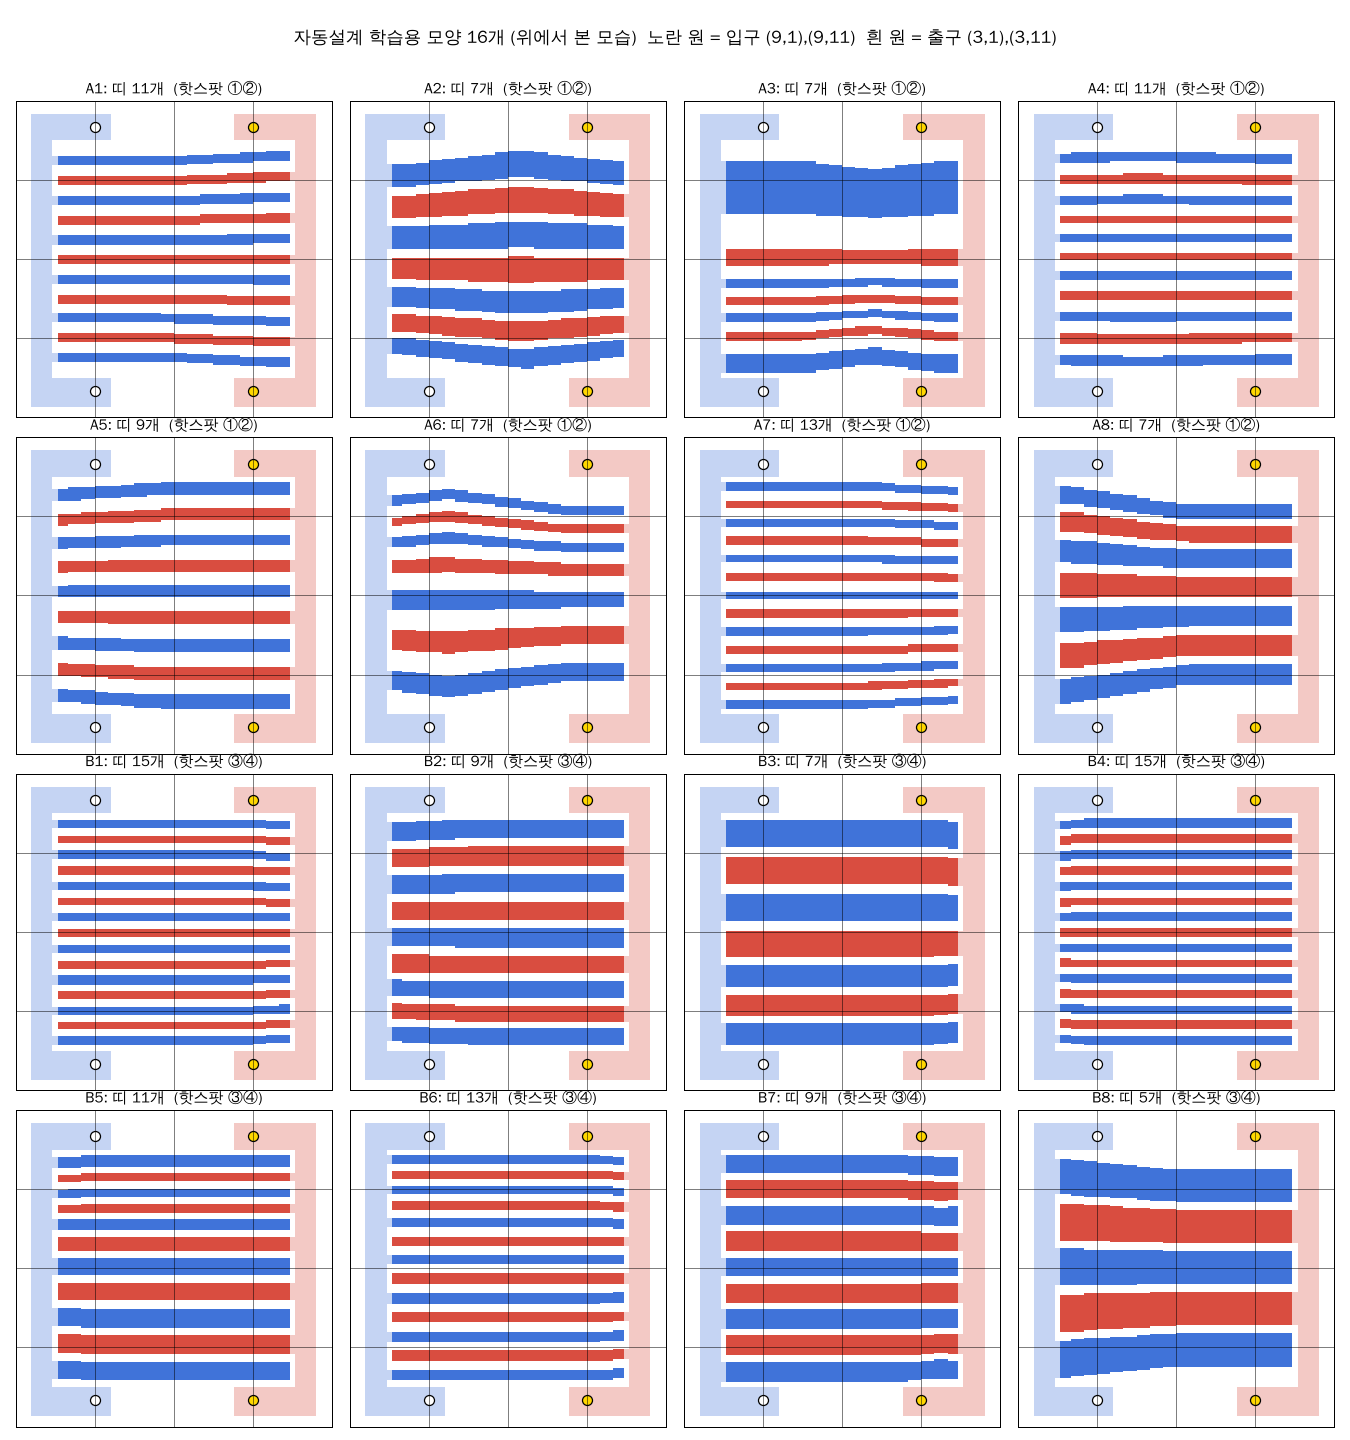 자동설계 학습용 모양 16개 (위에서 본 모습)  노란 원 = 입구 (9,1),(9,11)  흰 원 = 출구 (3,1),(3,11)
A1: 띠 11개  (핫스팟 ①②)
A2: 띠 7개  (핫스팟 ①②)
A3: 띠 7개  (핫스팟 ①②)
A4: 띠 11개  (핫스팟 ①②)
A5: 띠 9개  (핫스팟 ①②)
A6: 띠 7개  (핫스팟 ①②)
A7: 띠 13개  (핫스팟 ①②)
A8: 띠 7개  (핫스팟 ①②)
B1: 띠 15개  (핫스팟 ③④)
B2: 띠 9개  (핫스팟 ③④)
B3: 띠 7개  (핫스팟 ③④)
B4: 띠 15개  (핫스팟 ③④)
B5: 띠 11개  (핫스팟 ③④)
B6: 띠 13개  (핫스팟 ③④)
B7: 띠 9개  (핫스팟 ③④)
B8: 띠 5개  (핫스팟 ③④)